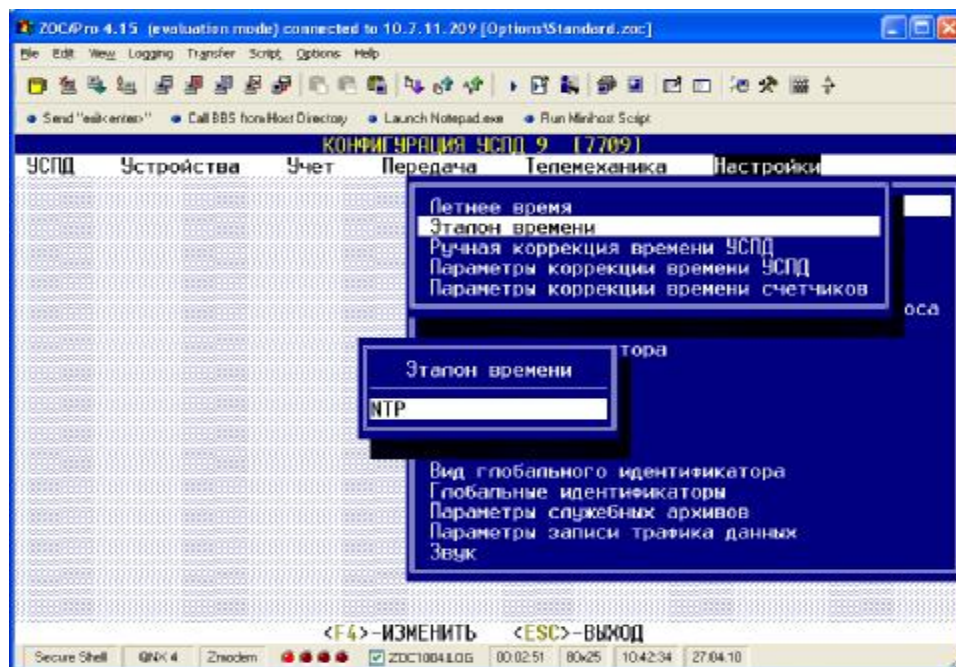 ZOC/Pro 4.15 (evaluation mode) connected to 10.7.11.209 [Options\Standard.zoc]
File Edit View Logging Transfer Script Options Help
Send "exit<enter>" Call BBS from Host Directory Launch Notepad.exe Run Minihost Script
КОНФИГУРАЦИЯ УСПД 9 [7709]
УСПД Устройства Учет Передача Телемеханика Настройки
Летнее время
Эталон времени
Ручная коррекция времени УСПД
Параметры коррекции времени УСПД
Параметры коррекции времени счетчиков
оса
тора
Эталон времени
NTP
Вид глобального идентификатора
Глобальные идентификаторы
Параметры служебных архивов
Параметры записи трафика данных
Звук
<F4>-ИЗМЕНИТЬ <ESC>-ВЫХОД
Secure Shell QNX 4 Zmodem ZOC1004.LOG 00:02:51 80x25 10:42:34 27.04.10